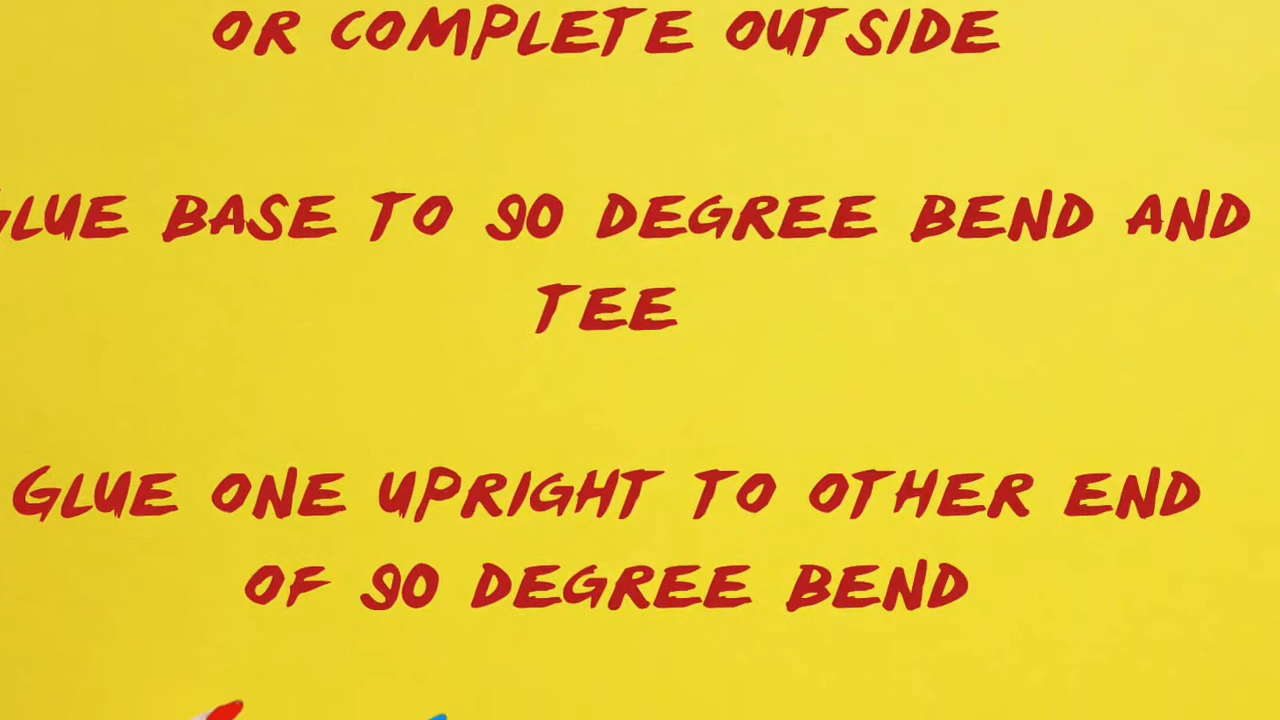 OR COMPLETE OUTSIDE
GLUE BASE TO 90 DEGREE BEND AND
TEE
GLUE ONE UPRIGHT TO OTHER END
OF 90 DEGREE BEND